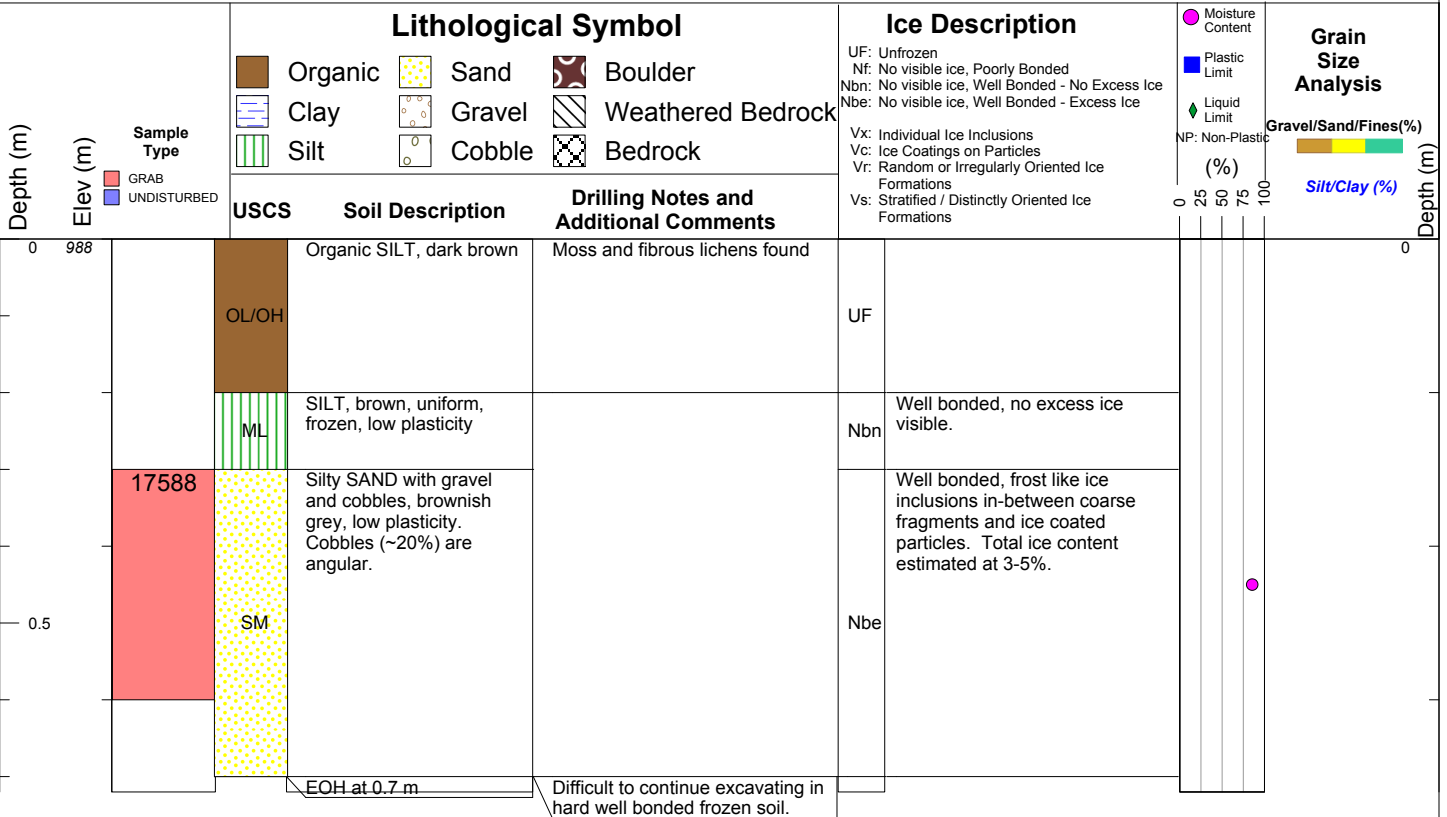 Depth (m)
Elev (m)
Sample
Type
GRAB
UNDISTURBED
Lithological Symbol
Organic
Sand
Boulder
Clay
Gravel
Weathered Bedrock
Silt
Cobble
Bedrock
USCS
Soil Description
Drilling Notes and
Additional Comments
Ice Description
UF: Unfrozen
Nf: No visible ice, Poorly Bonded
Nbn: No visible ice, Well Bonded - No Excess Ice
Nbe: No visible ice, Well Bonded - Excess Ice
Vx: Individual Ice Inclusions
Vc: Ice Coatings on Particles
Vr: Random or Irregularly Oriented Ice
Formations
Vs: Stratified / Distinctly Oriented Ice
Formations
Moisture
Content
Plastic
Limit
Liquid
Limit
NP: Non-Plastic
(%)
0 25 50 75 100
Grain
Size
Analysis
Gravel/Sand/Fines(%)
Silt/Clay (%)
Depth (m)
0 988
Organic SILT, dark brown
Moss and fibrous lichens found
0
OL/OH
UF
SILT, brown, uniform,
frozen, low plasticity
ML
Nbn
Well bonded, no excess ice
visible.
17588
Silty SAND with gravel
and cobbles, brownish
grey, low plasticity.
Cobbles (~20%) are
angular.
Well bonded, frost like ice
inclusions in-between coarse
fragments and ice coated
particles. Total ice content
estimated at 3-5%.
0.5
SM
Nbe
EOH at 0.7 m
Difficult to continue excavating in
hard well bonded frozen soil.